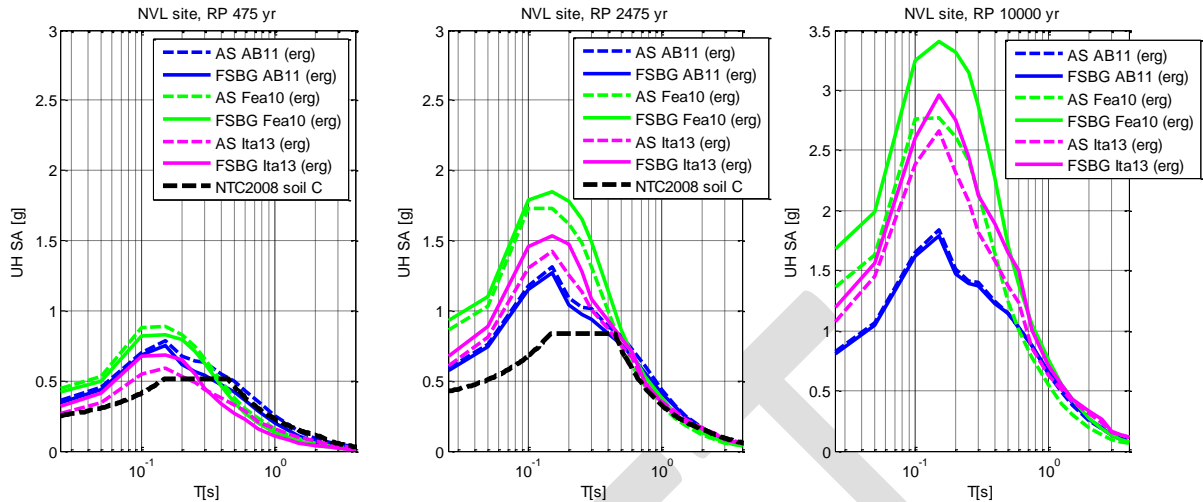 NVL site, RP 475 yr
3
2.5
2
1.5
1
0.5
0
UH SA [g]
AS AB11 (erg)
FSBG AB11 (erg)
AS Fea10 (erg)
FSBG Fea10 (erg)
AS Ita13 (erg)
FSBG Ita13 (erg)
NTC2008 soil C
10-1
100
T[s]
NVL site, RP 2475 yr
3
2.5
2
1.5
1
0.5
0
UH SA [g]
AS AB11 (erg)
FSBG AB11 (erg)
AS Fea10 (erg)
FSBG Fea10 (erg)
AS Ita13 (erg)
FSBG Ita13 (erg)
NTC2008 soil C
10-1
100
T[s]
NVL site, RP 10000 yr
3.5
3
2.5
2
1.5
1
0.5
0
UH SA [g]
AS AB11 (erg)
FSBG AB11 (erg)
AS Fea10 (erg)
FSBG Fea10 (erg)
AS Ita13 (erg)
FSBG Ita13 (erg)
10-1
100
T[s]